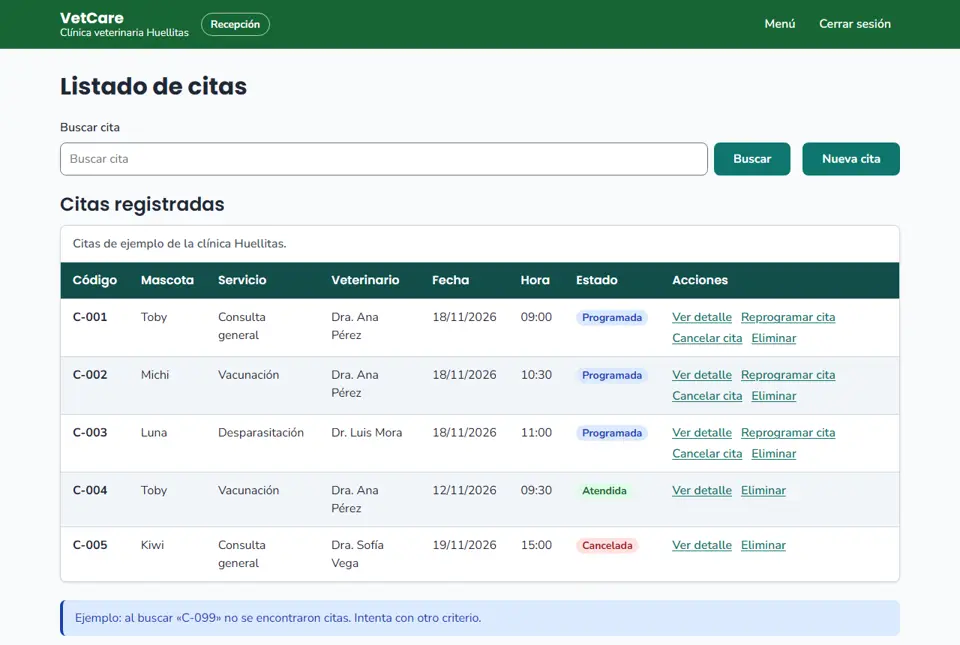 VetCare
Clínica veterinaria Huellitas
Recepción
Menú
Cerrar sesión
Listado de citas
Buscar cita
Buscar cita
Buscar
Nueva cita
Citas registradas
Citas de ejemplo de la clínica Huellitas.
Código Mascota Servicio Veterinario Fecha Hora Estado Acciones
C-001 Toby Consulta general Dra. Ana Pérez 18/11/2026 09:00 Programada Ver detalle Reprogramar cita Cancelar cita Eliminar
C-002 Michi Vacunación Dra. Ana Pérez 18/11/2026 10:30 Programada Ver detalle Reprogramar cita Cancelar cita Eliminar
C-003 Luna Desparasitación Dr. Luis Mora 18/11/2026 11:00 Programada Ver detalle Reprogramar cita Cancelar cita Eliminar
C-004 Toby Vacunación Dra. Ana Pérez 12/11/2026 09:30 Atendida Ver detalle Eliminar
C-005 Kiwi Consulta general Dra. Sofía Vega 19/11/2026 15:00 Cancelada Ver detalle Eliminar
Ejemplo: al buscar «C-099» no se encontraron citas. Intenta con otro criterio.